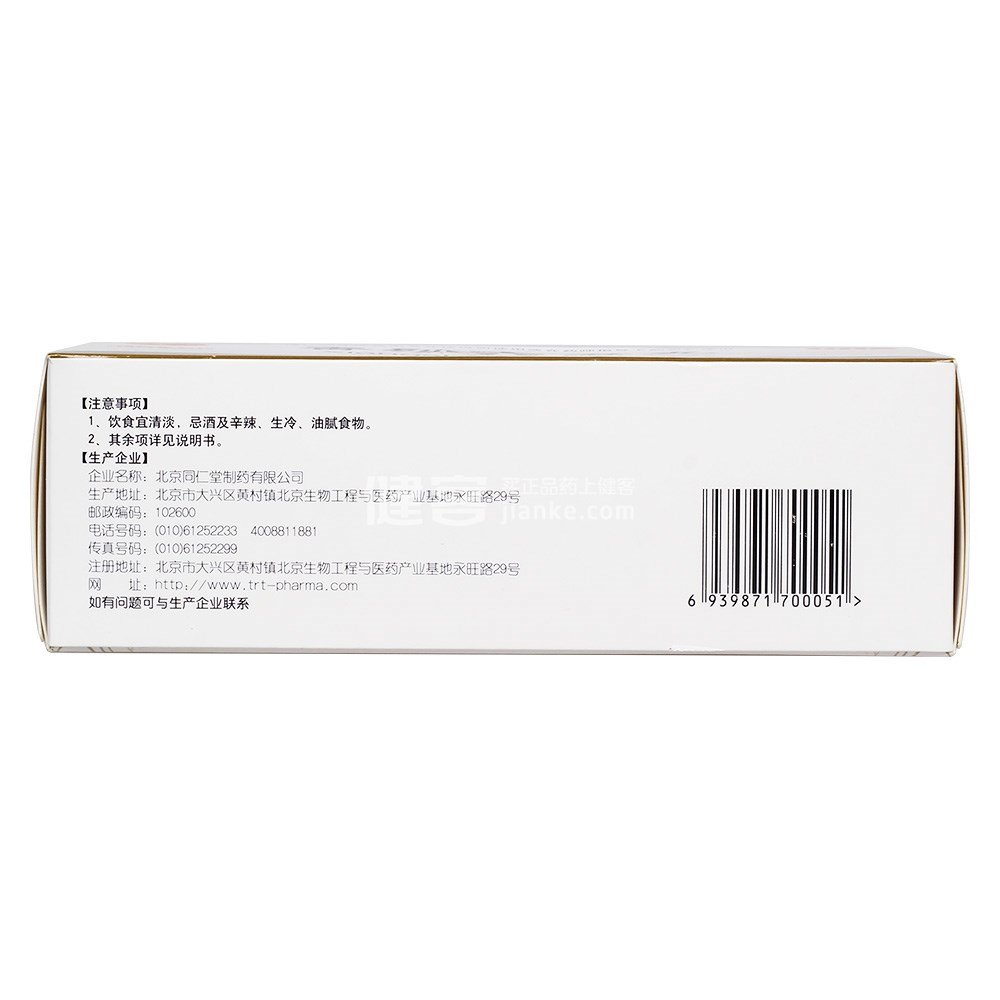 【注意事项】
1、饮食宜清淡，忌酒及辛辣、生冷、油腻食物。
2、其余项详见说明书。
【生产企业】
企业名称：北京同仁堂制药有限公司
生产地址：北京市大兴区黄村镇北京生物工程与医药产业基地永旺路29号
邮政编码：102600
电话号码：(010)61252233 4008811881
传真号码：(010)61252299
注册地址：北京市大兴区黄村镇北京生物工程与医药产业基地永旺路29号
网 址：http://www.trt-pharma.com
如有问题可与生产企业联系
健客 买正品药上健客
jianke.com
6 939871 700051 >